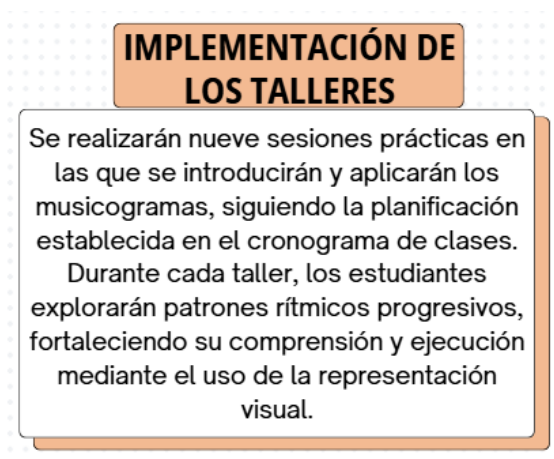 IMPLEMENTACIÓN DE
LOS TALLERES
Se realizarán nueve sesiones prácticas en
las que se introducirán y aplicarán los
musicogramas, siguiendo la planificación
establecida en el cronograma de clases.
Durante cada taller, los estudiantes
explorarán patrones rítmicos progresivos,
fortaleciendo su comprensión y ejecución
mediante el uso de la representación
visual.